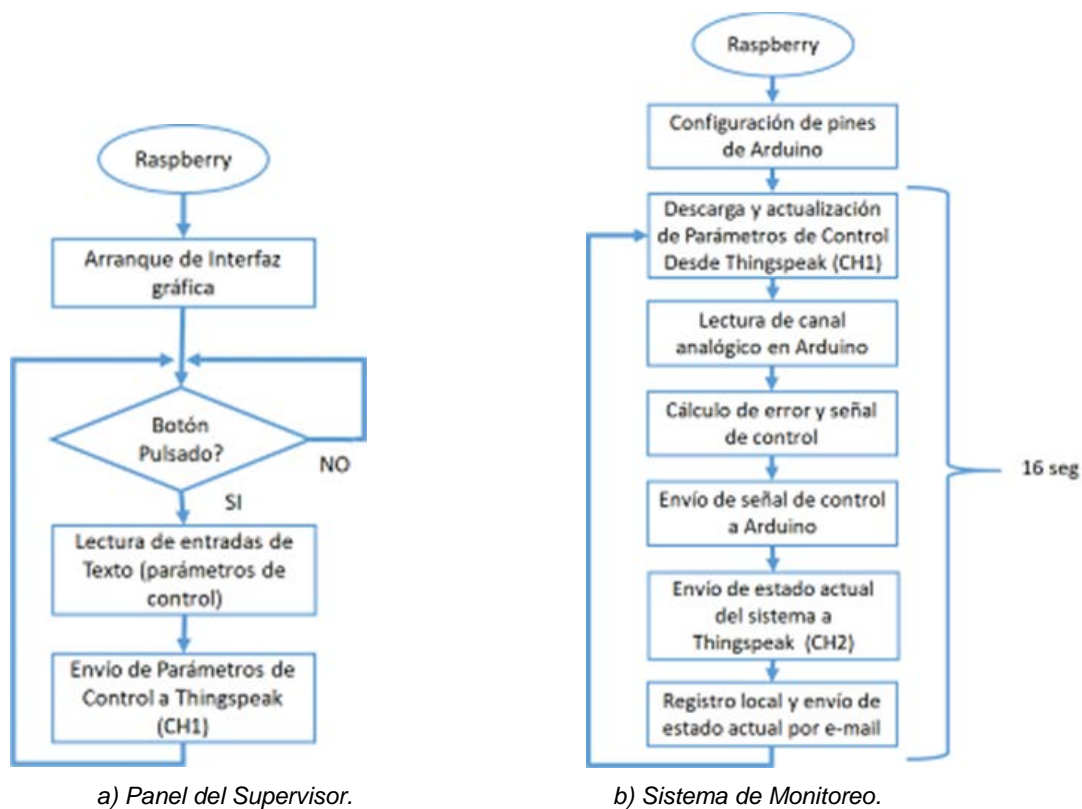 Raspberry
Arranque de Interfaz
gráfica
Botón
Pulsado?
NO
SI
Lectura de entradas de
Texto (parámetros de
control)
Envío de Parámetros de
Control a Thingspeak
(CH1)
a) Panel del Supervisor.
Raspberry
Configuración de pines
de Arduino
Descarga y actualización
de Parámetros de Control
Desde Thingspeak (CH1)
Lectura de canal
analógico en Arduino
Cálculo de error y señal
de control
Envío de señal de control
a Arduino
Envío de estado actual
del sistema a
Thingspeak (CH2)
Registro local y envío de
estado actual por e-mail
16 seg
b) Sistema de Monitoreo.